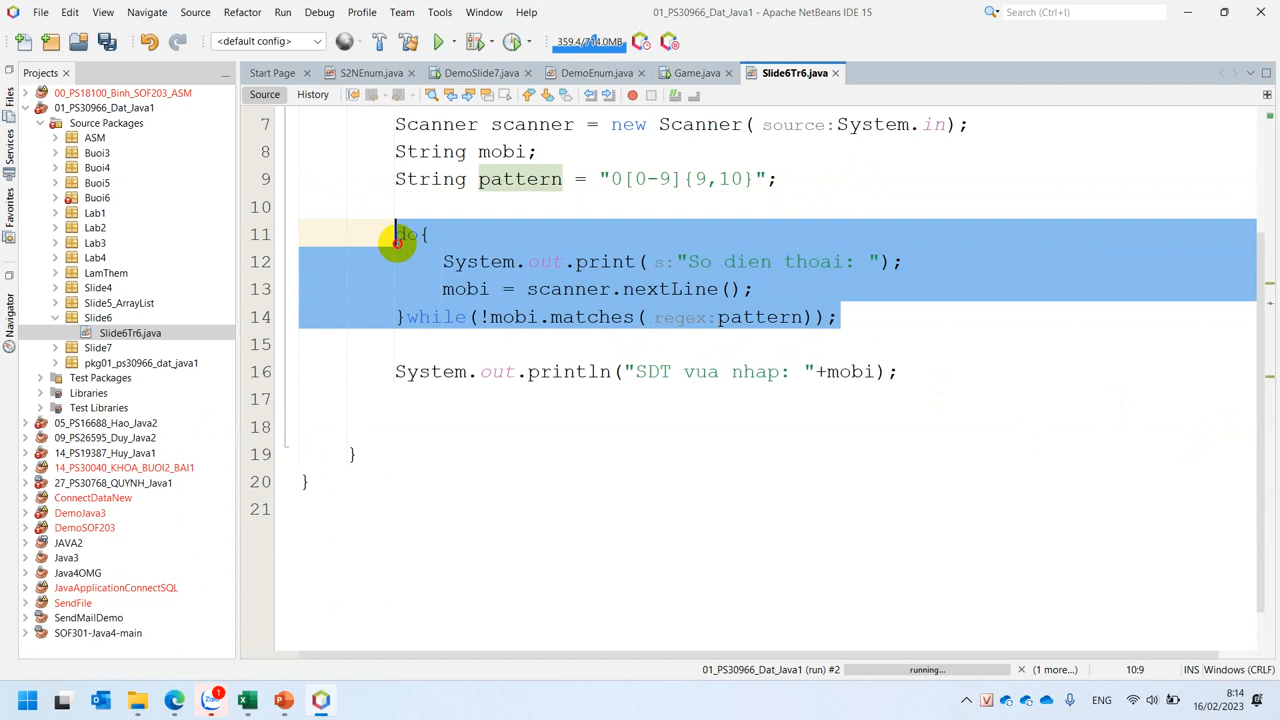 File Edit View Navigate Source Refactor Run Debug Profile Team Tools Window Help
01_PS30966_Dat_Java1 - Apache NetBeans IDE 15
Search (Ctrl+I)
<default config>
359.4/714.0MB
Projects
Start Page
S2NEnum.java
DemoSlide7.java
DemoEnum.java
Game.java
Slide6Tr6.java
Source History
Files
Services
Navigator
00_PS18100_Binh_SOF203_ASM
01_PS30966_Dat_Java1
Source Packages
ASM
Buoi3
Buoi4
Buoi5
Buoi6
Lab1
Lab2
Lab3
Lab4
LamThem
Slide4
Slide5_ArrayList
Slide6
Slide6Tr6.java
Slide7
pkg01_ps30966_dat_java1
Test Packages
Libraries
Test Libraries
05_PS16688_Hao_Java2
09_PS26595_Duy_Java2
14_PS19387_Huy_Java1
14_PS30040_KHOA_BUOI2_BAI1
27_PS30768_QUYNH_Java1
ConnectDataNew
DemoJava3
DemoSOF203
JAVA2
Java3
Java4OMG
JavaApplicationConnectSQL
SendFile
SendMailDemo
SOF301-Java4-main
7 Scanner scanner = new Scanner( source:System.in);
8 String mobi;
9 String pattern = "0[0-9]{9,10}";
10
11 do{
12 System.out.print( s:"So dien thoai: ");
13 mobi = scanner.nextLine();
14 }while(!mobi.matches( regex:pattern));
15
16 System.out.println("SDT vua nhap: "+mobi);
17
18
19 }
20 }
21
01_PS30966_Dat_Java1 (run) #2 running... (1 more...) 10:9 INS Windows (CRLF)
Zalo 1
ENG
8:14
16/02/2023